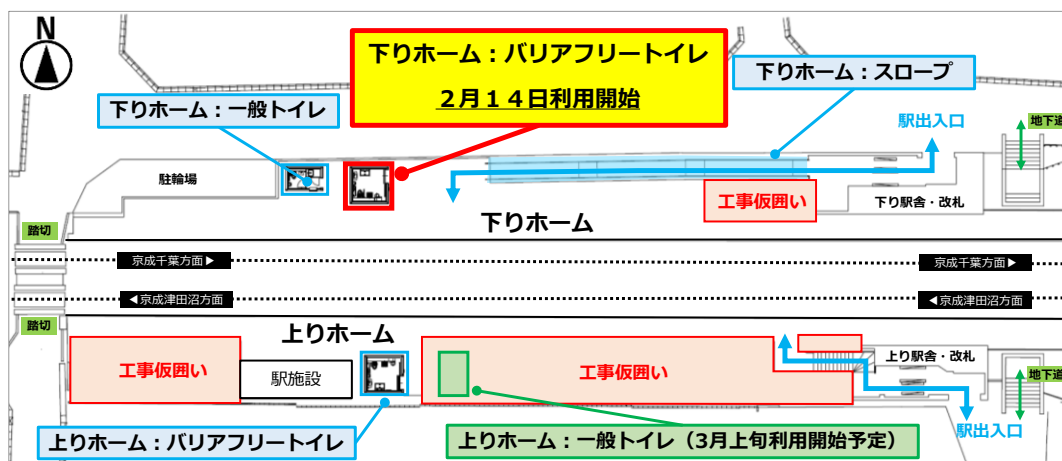 N
下りホーム：バリアフリートイレ
2月14日利用開始
下りホーム：スロープ
下りホーム：一般トイレ
駅出入口
地下道
駐輪場
工事仮囲い
下り駅舎・改札
下りホーム
踏切
京成千葉方面▶
京成千葉方面▶
◀京成津田沼方面
◀京成津田沼方面
踏切
上りホーム
上り駅舎・改札
工事仮囲い
駅施設
工事仮囲い
地下道
駅出入口
上りホーム：バリアフリートイレ
上りホーム：一般トイレ（3月上旬利用開始予定）